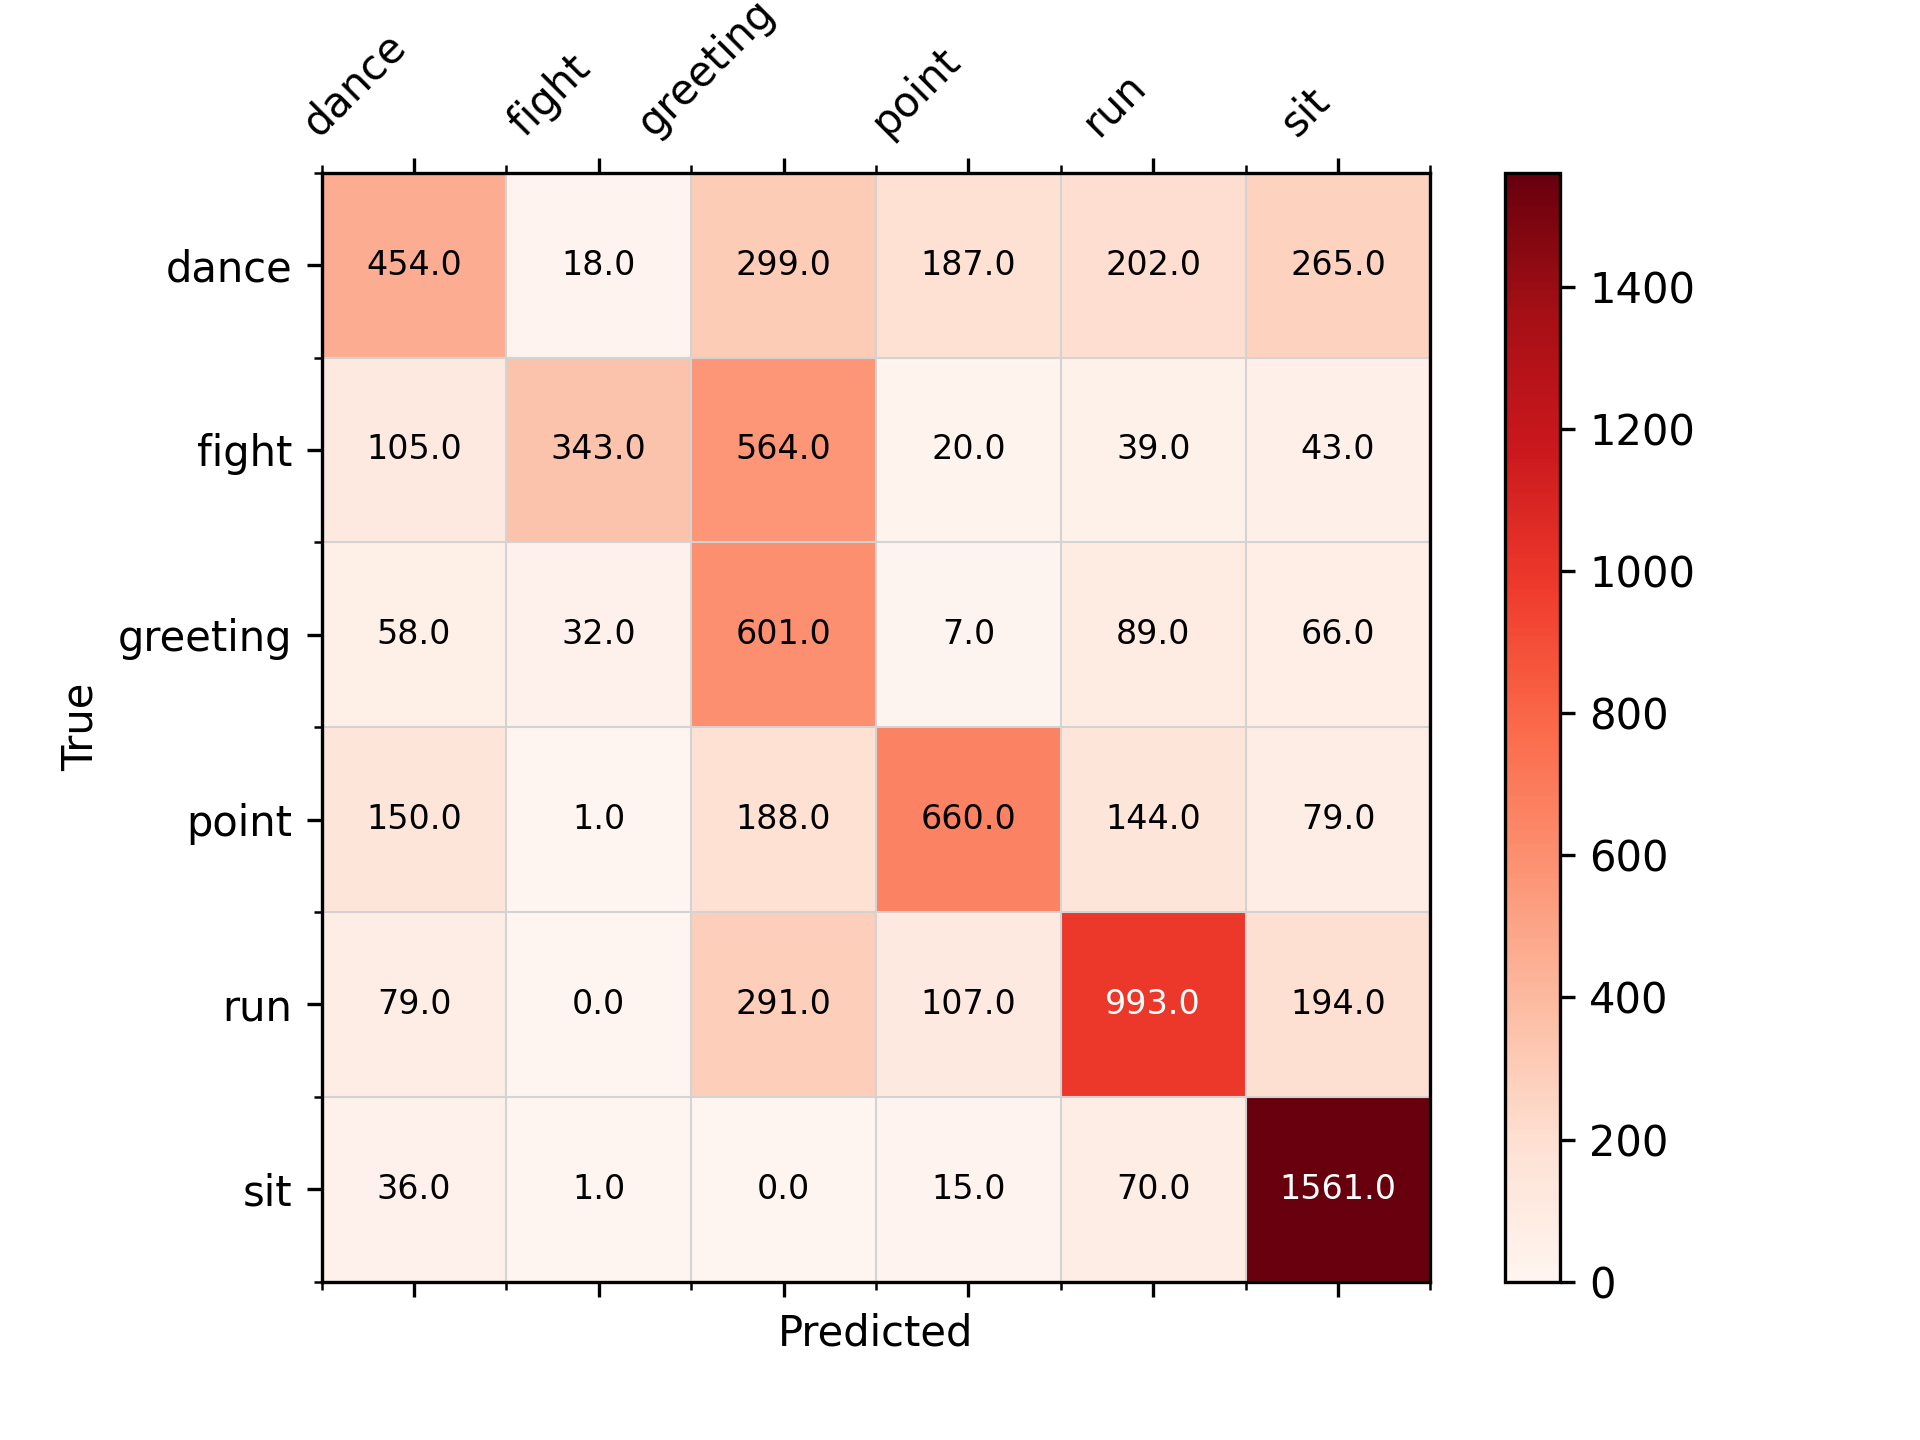 dance fight greeting point run sit
dance 454.0 18.0 299.0 187.0 202.0 265.0
fight 105.0 343.0 564.0 20.0 39.0 43.0
greeting 58.0 32.0 601.0 7.0 89.0 66.0
point 150.0 1.0 188.0 660.0 144.0 79.0
run 79.0 0.0 291.0 107.0 993.0 194.0
sit 36.0 1.0 0.0 15.0 70.0 1561.0
True
Predicted
1400
1200
1000
800
600
400
200
0